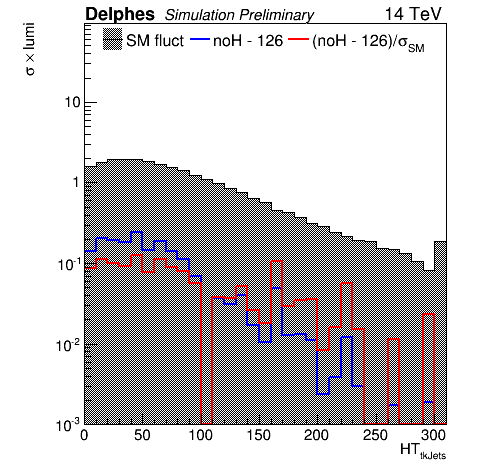 Delphes Simulation Preliminary 14 TeV
SM fluct noH - 126 (noH - 126)/σSM
σ × lumi
10
1
10-1
10-2
10-3
0 50 100 150 200 250 300
HTtkJets